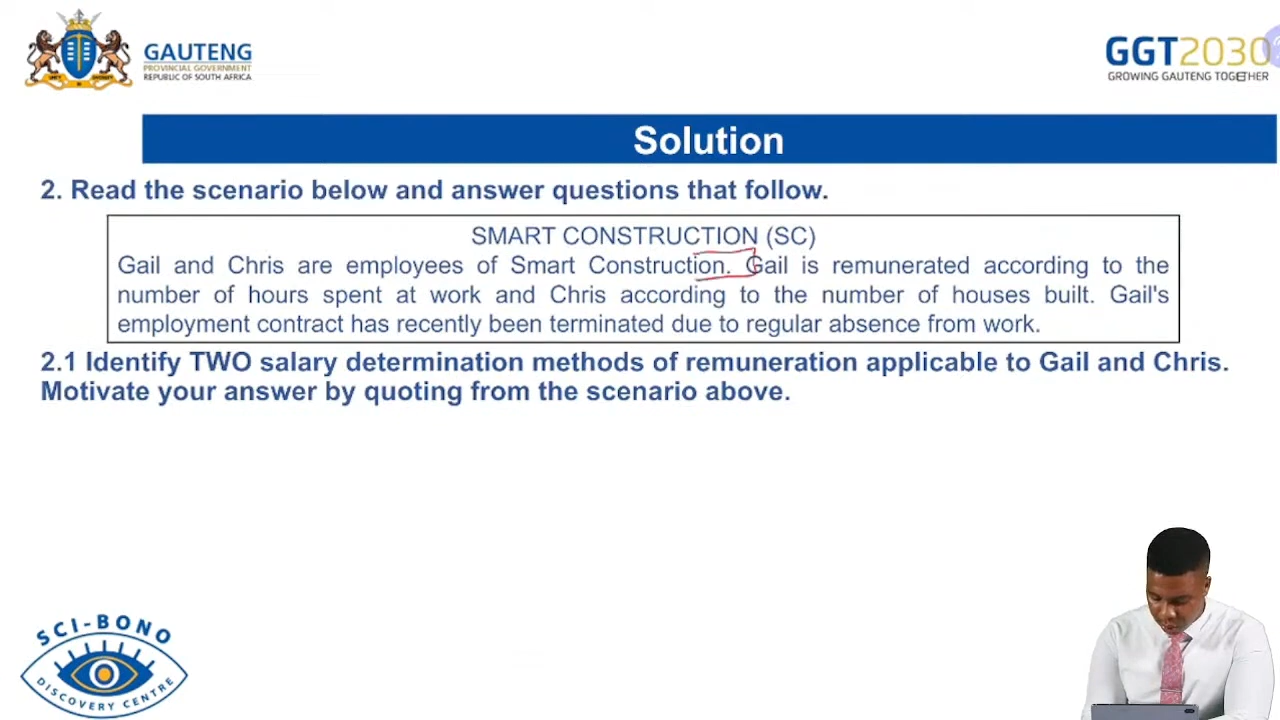 GAUTENG
PROVINCIAL GOVERNMENT
REPUBLIC OF SOUTH AFRICA
GGT2030
GROWING GAUTENG TOGETHER
Solution
2. Read the scenario below and answer questions that follow.
SMART CONSTRUCTION (SC)
Gail and Chris are employees of Smart Construction. Gail is remunerated according to the
number of hours spent at work and Chris according to the number of houses built. Gail's
employment contract has recently been terminated due to regular absence from work.
2.1 Identify TWO salary determination methods of remuneration applicable to Gail and Chris.
Motivate your answer by quoting from the scenario above.
SCI-BONO
DISCOVERY CENTRE